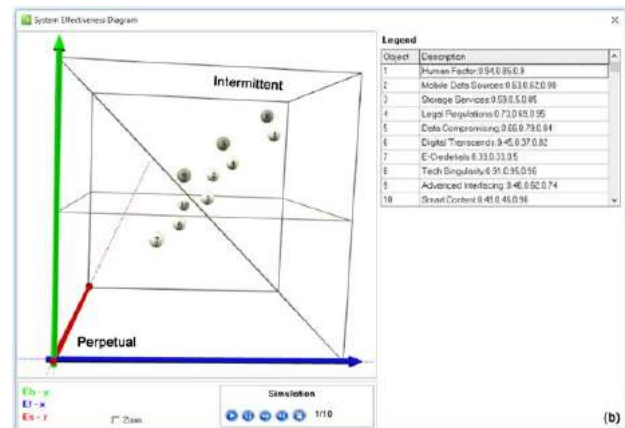 System Effectiveness Diagram
Legend
Object Description
1 Human Factor:0.94,0.86,0.9
2 Mobile Data Sources:0.63,0.62,0.98
3 Storage Services:0.59,0.5,0.85
4 Legal Regulations:0.73,0.69,0.95
5 Data Compromising:0.66,0.79,0.84
6 Digital Transcends:0.45,0.37,0.82
7 E-Credetials:0.33,0.33,0.5
8 Tech Singularity:0.91,0.95,0.96
9 Advanced Interfacing:0.46,0.62,0.74
10 Smart Content:0.49,0.46,0.96
Intermittent
Perpetual
Eb - y
Ef - x
Es - r
Zoom
Simulation
1/10
(b)